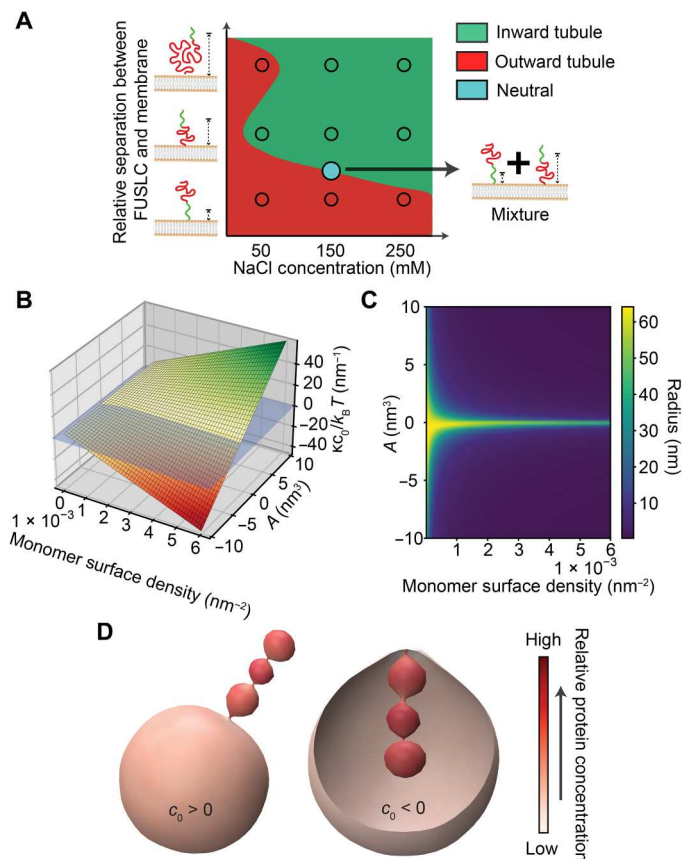 A
Relative separation between
FUSLC and membrane
50
150
250
NaCl concentration (mM)
Inward tubule
Outward tubule
Neutral
+
Mixture
B
κc₀/k_B T (nm⁻¹)
40
20
0
−20
−40
10
5
0
−5
−10
A (nm³)
0
1
2
3
4
5
6
1 × 10⁻³
Monomer surface density (nm⁻²)
C
10
5
0
−5
−10
A (nm³)
1
2
3
4
5
6
1 × 10⁻³
Monomer surface density (nm⁻²)
60
50
40
30
20
10
Radius (nm)
D
c₀ > 0
c₀ < 0
High
Low
Relative protein concentration